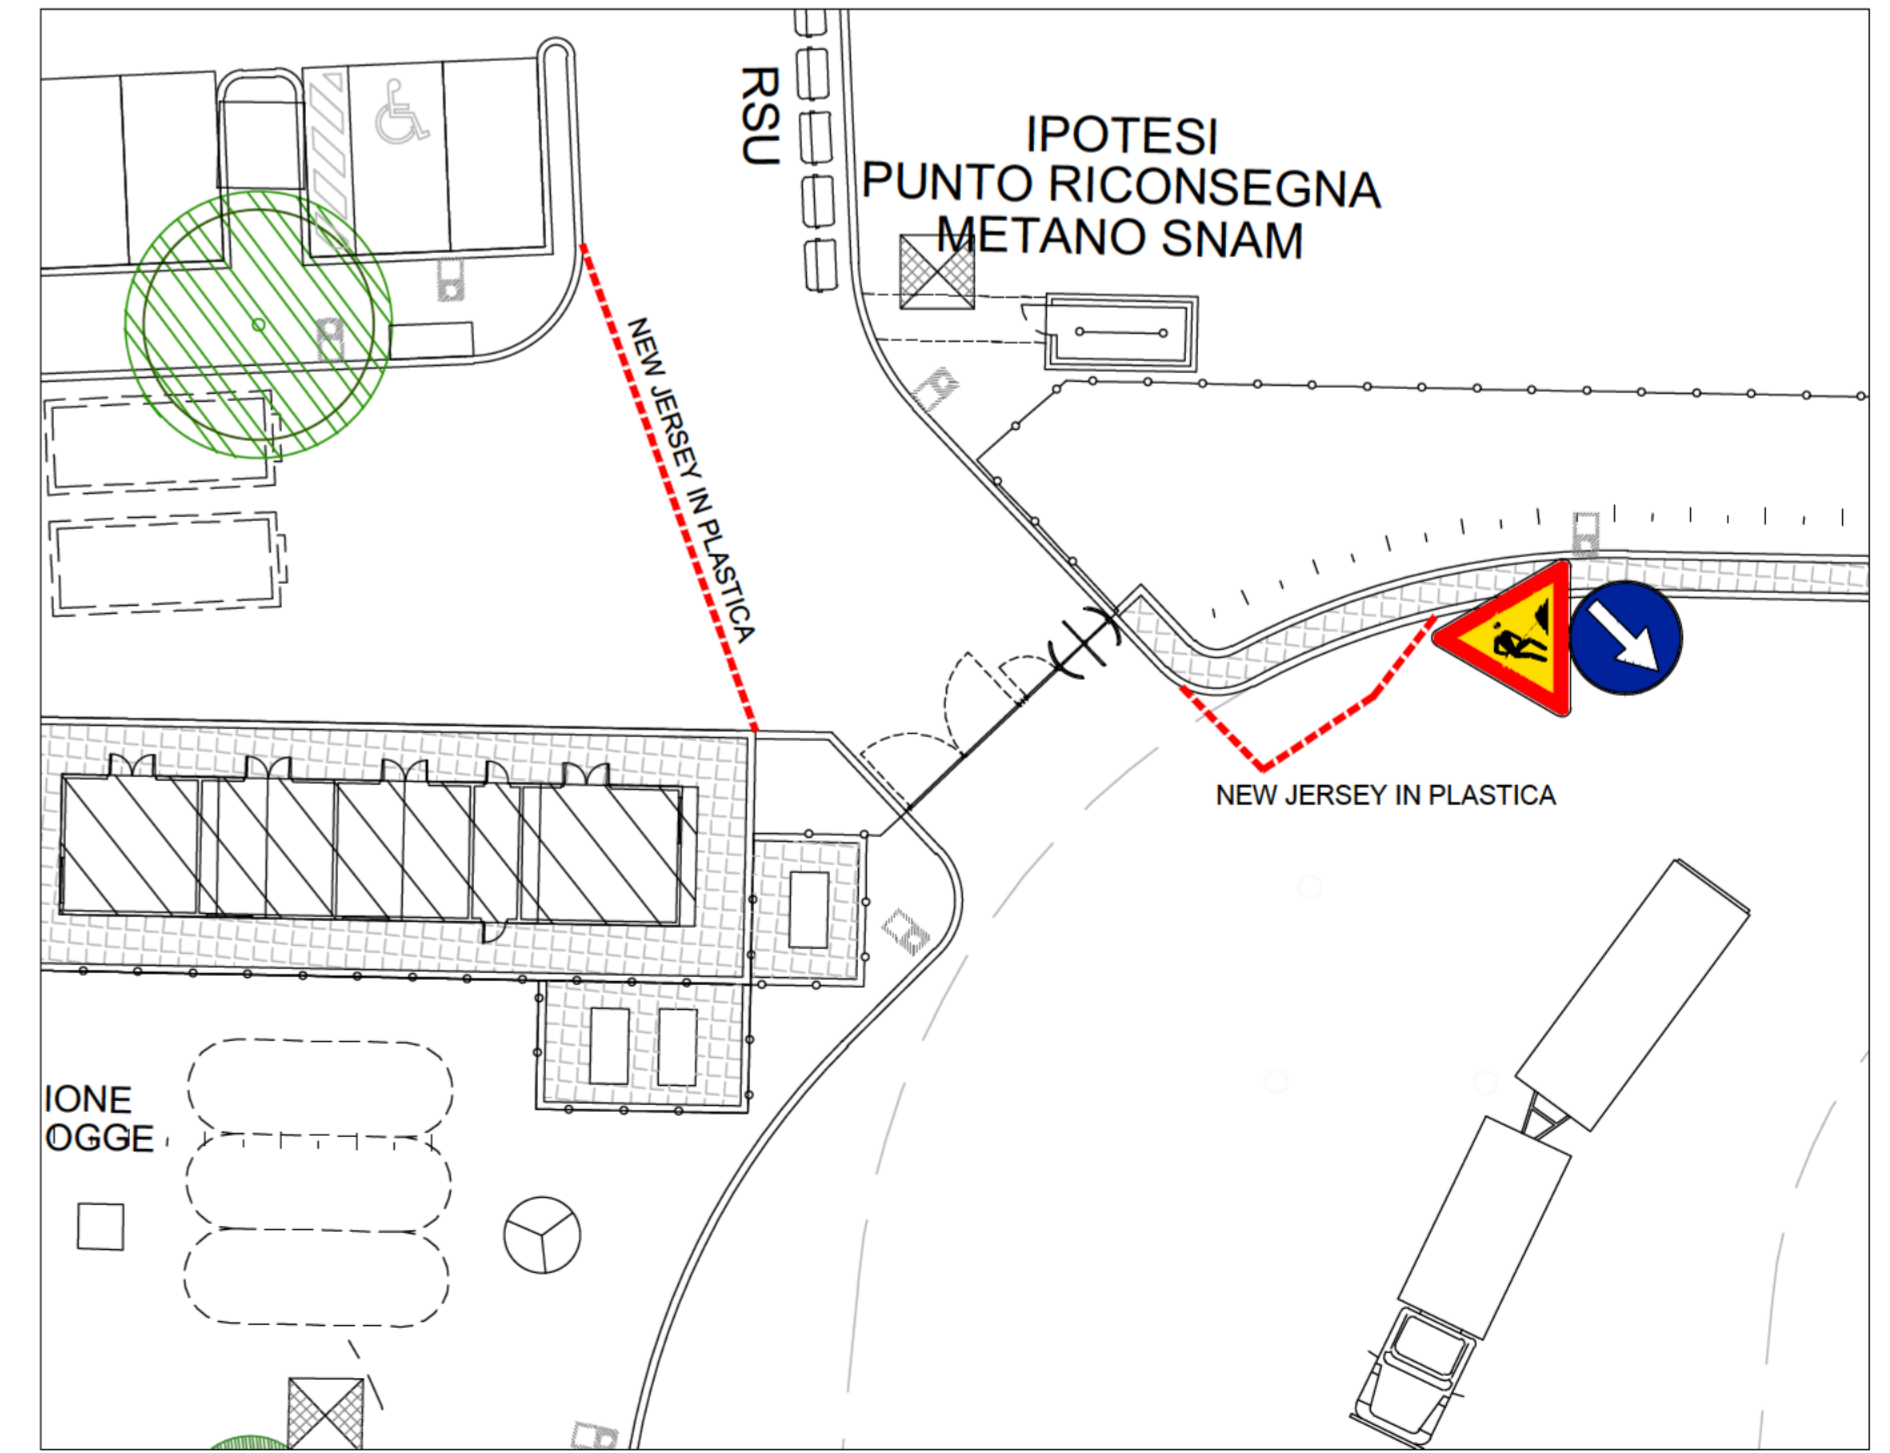 RSU
IPOTESI
PUNTO RICONSEGNA
METANO SNAM
NEW JERSEY IN PLASTICA
NEW JERSEY IN PLASTICA
IONE
OGGE